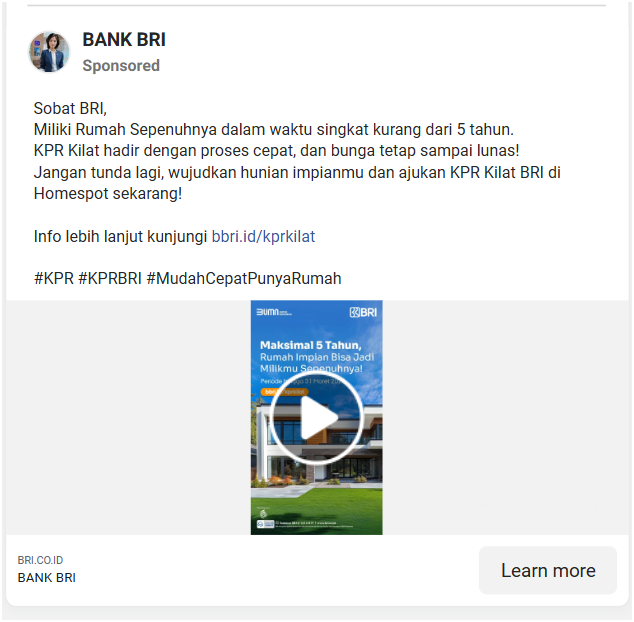 BANK BRI
Sponsored
Sobat BRI,
Miliki Rumah Sepenuhnya dalam waktu singkat kurang dari 5 tahun.
KPR Kilat hadir dengan proses cepat, dan bunga tetap sampai lunas!
Jangan tunda lagi, wujudkan hunian impianmu dan ajukan KPR Kilat BRI di
Homespot sekarang!
Info lebih lanjut kunjungi bbri.id/kprkilat
#KPR #KPRBRI #MudahCepatPunyaRumah
BUMN BRI
Maksimal 5 Tahun,
Rumah Impian Bisa Jadi
Milikmu Sepenuhnya!
Periode 31 Maret
BRI.CO.ID
BANK BRI
Learn more